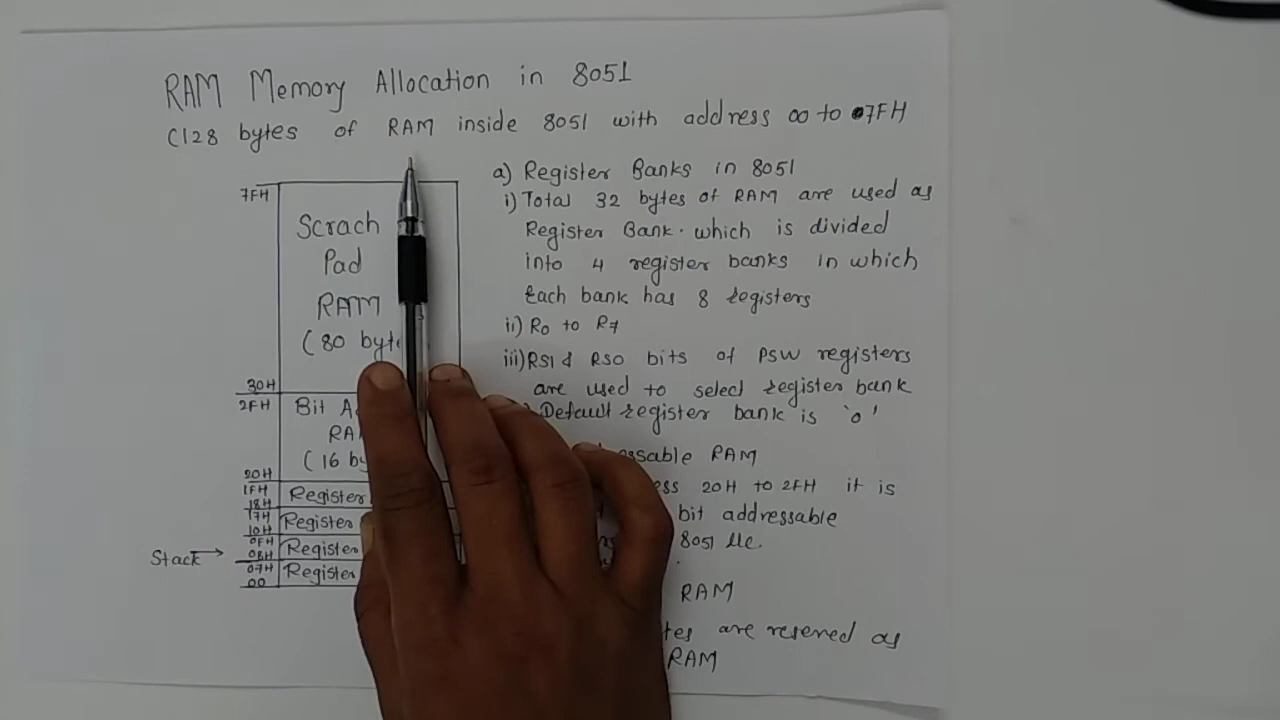 RAM Memory Allocation in 8051
(128 bytes of RAM inside 8051 with address 00 to 07FH
7FH
Scrach
Pad
RAM
(80 byte
30H
2FH
Bit A
RA
(16 by
20H
1FH
Register
18H
17H
Register
10H
0FH
Register
08H
Stack
07H
Register
00
a) Register Banks in 8051
i) Total 32 bytes of RAM are used as
Register Bank. which is divided
into 4 register banks in which
Each bank has 8 registers
ii) R0 to R7
iii) RS1 & RS0 bits of PSW registers
are used to select register bank
Default register bank is '0'
essable RAM
ess 20H to 2FH it is
bit addressable
8051 μc.
RAM
tes are reserved as
RAM